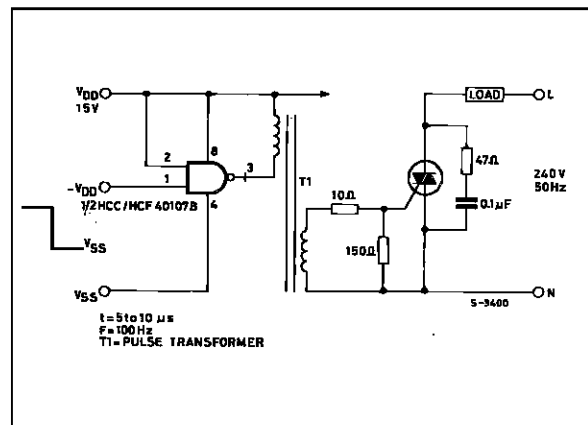 VDD
15V
8
2
1
3
4
-VDD
1/2HCC/HCF 40107B
VSS
VSS
t=5to10 µs
F=100Hz
T1=PULSE TRANSFORMER
T1
10Ω
150Ω
LOAD
L
47Ω
0.1µF
240V
50Hz
N
S-3400